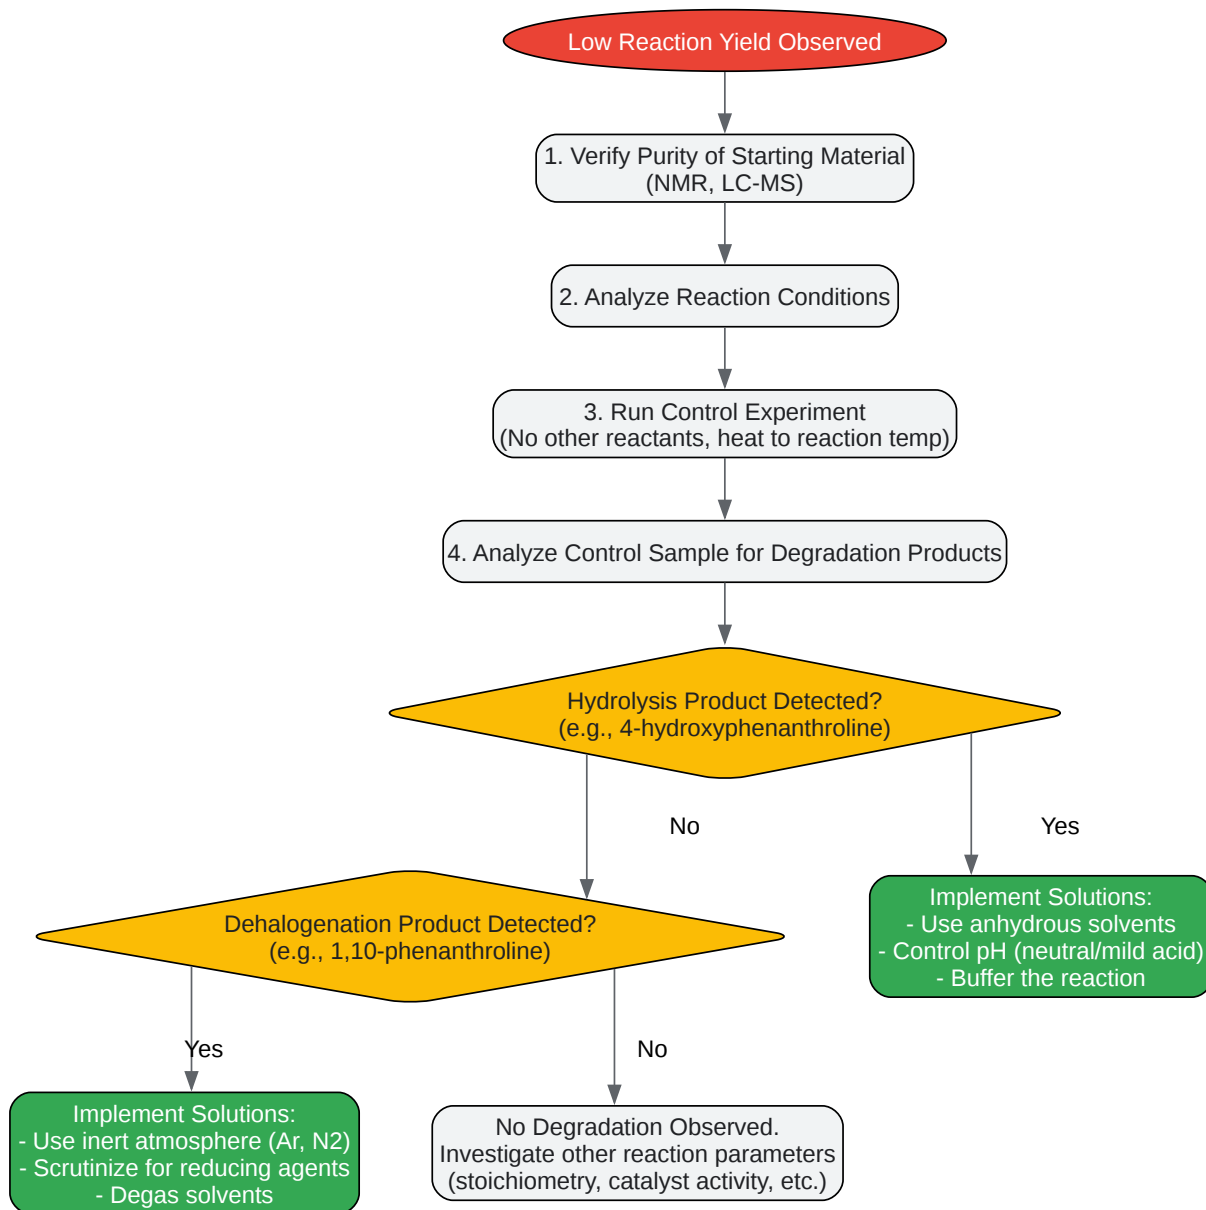 Low Reaction Yield Observed
1. Verify Purity of Starting Material
(NMR, LC-MS)
2. Analyze Reaction Conditions
3. Run Control Experiment
(No other reactants, heat to reaction temp)
4. Analyze Control Sample for Degradation Products
Hydrolysis Product Detected?
(e.g., 4-hydroxyphenanthroline)
No
Yes
Implement Solutions:
- Use anhydrous solvents
- Control pH (neutral/mild acid)
- Buffer the reaction
Dehalogenation Product Detected?
(e.g., 1,10-phenanthroline)
Yes
No
Implement Solutions:
- Use inert atmosphere (Ar, N2)
- Scrutinize for reducing agents
- Degas solvents
No Degradation Observed.
Investigate other reaction parameters
(stoichiometry, catalyst activity, etc.)